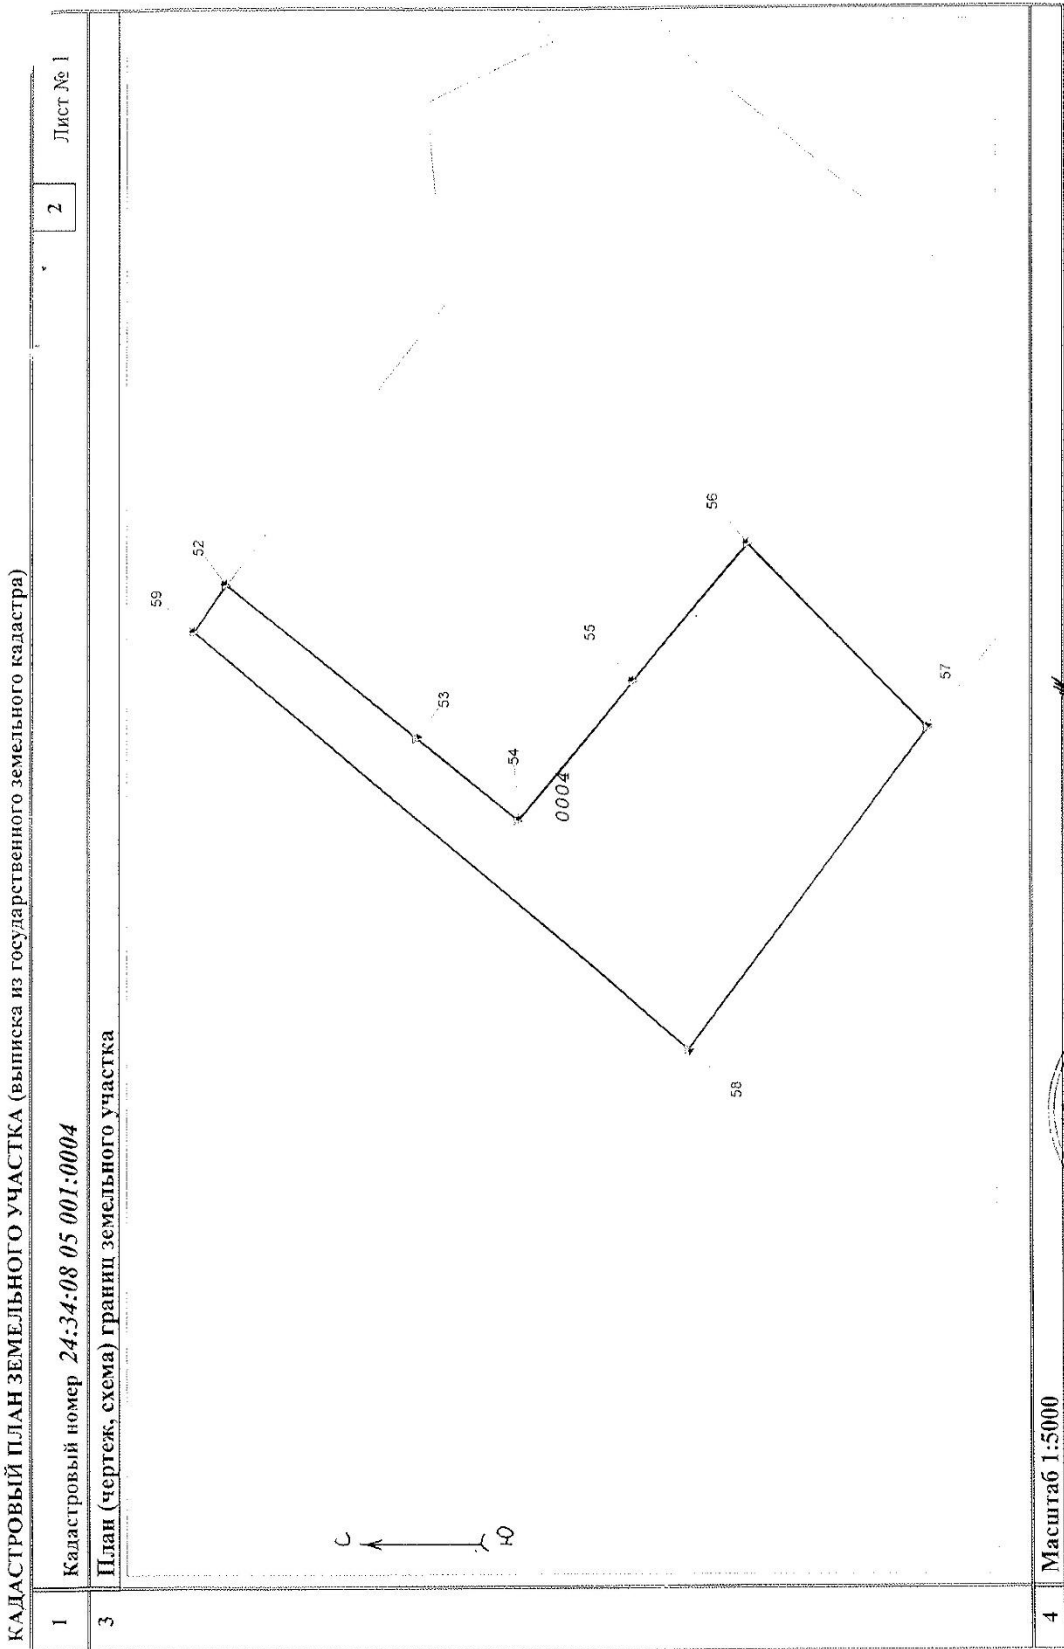 КАДАСТРОВЫЙ ПЛАН ЗЕМЕЛЬНОГО УЧАСТКА (выписка из государственного земельного кадастра)
1 Кадастровый номер 24:34:08 05 001:0004 2 Лист № 1
3 План (чертеж, схема) границ земельного участка
59
52
53
54
0004
55
56
57
58
С
Ю
4 Масштаб 1:5000